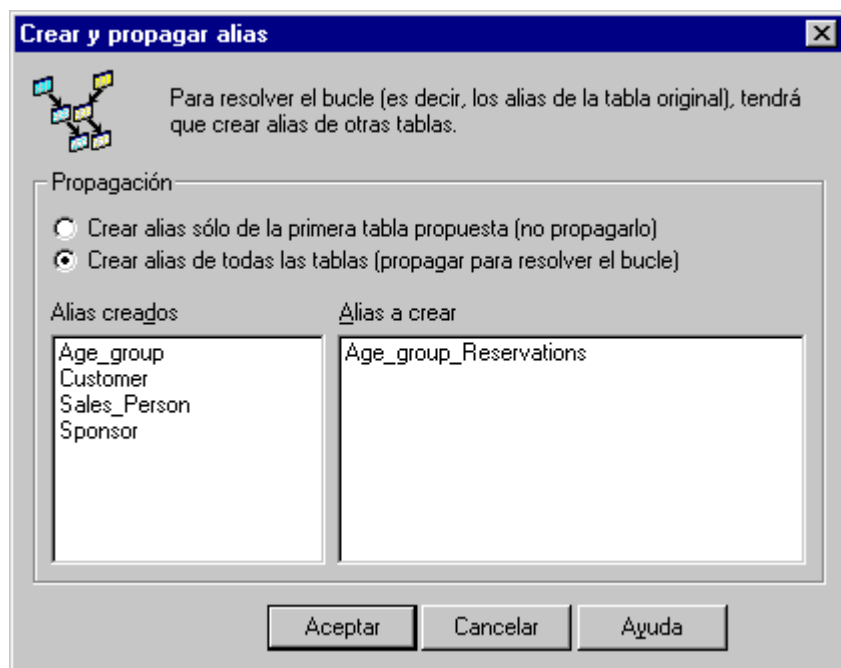 Crear y propagar alias
Para resolver el bucle (es decir, los alias de la tabla original), tendrá
que crear alias de otras tablas.
Propagación
Crear alias sólo de la primera tabla propuesta (no propagarlo)
Crear alias de todas las tablas (propagar para resolver el bucle)
Alias creados
Alias a crear
Age_group
Customer
Sales_Person
Sponsor
Age_group_Reservations
Aceptar
Cancelar
Ayuda